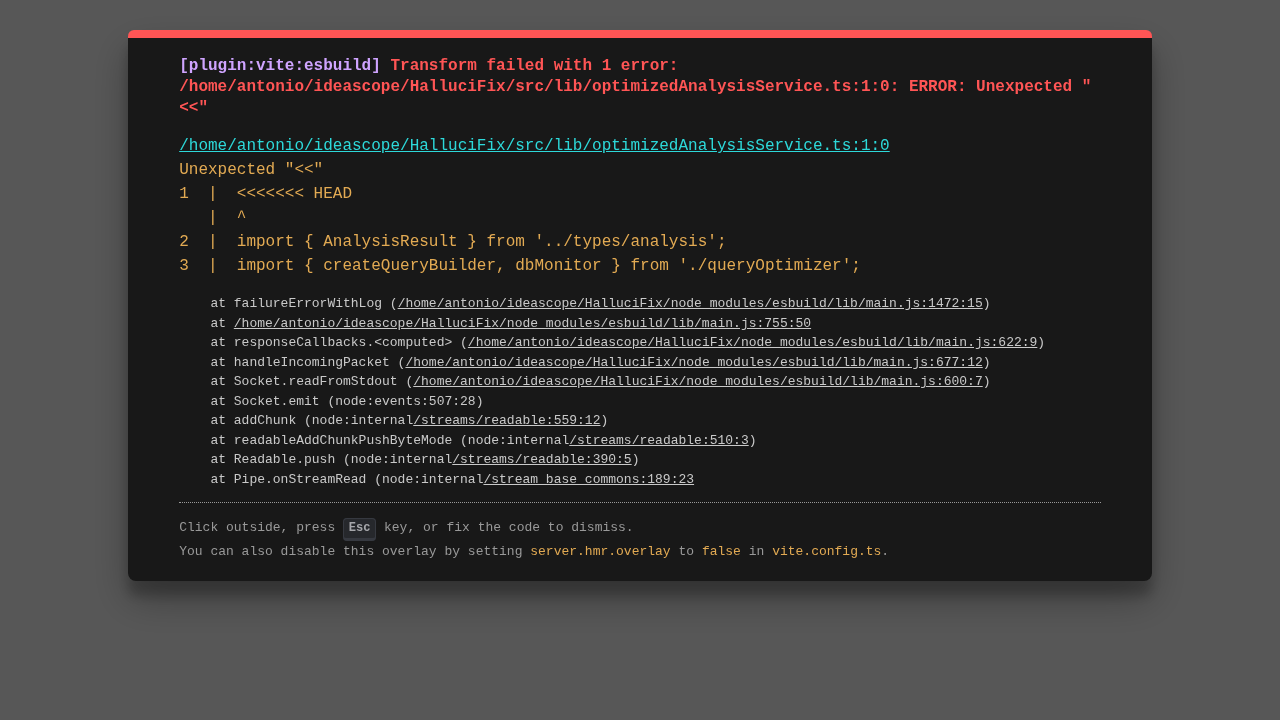 [plugin:vite:esbuild] Transform failed with 1 error:
/home/antonio/ideascope/HalluciFix/src/lib/optimizedAnalysisService.ts:1:0: ERROR: Unexpected "
<<"
/home/antonio/ideascope/HalluciFix/src/lib/optimizedAnalysisService.ts:1:0
Unexpected "<<"
1  |  <<<<<<< HEAD
   |  ^
2  |  import { AnalysisResult } from '../types/analysis';
3  |  import { createQueryBuilder, dbMonitor } from './queryOptimizer';
    at failureErrorWithLog (/home/antonio/ideascope/HalluciFix/node_modules/esbuild/lib/main.js:1472:15)
    at /home/antonio/ideascope/HalluciFix/node_modules/esbuild/lib/main.js:755:50
    at responseCallbacks.<computed> (/home/antonio/ideascope/HalluciFix/node_modules/esbuild/lib/main.js:622:9)
    at handleIncomingPacket (/home/antonio/ideascope/HalluciFix/node_modules/esbuild/lib/main.js:677:12)
    at Socket.readFromStdout (/home/antonio/ideascope/HalluciFix/node_modules/esbuild/lib/main.js:600:7)
    at Socket.emit (node:events:507:28)
    at addChunk (node:internal/streams/readable:559:12)
    at readableAddChunkPushByteMode (node:internal/streams/readable:510:3)
    at Readable.push (node:internal/streams/readable:390:5)
    at Pipe.onStreamRead (node:internal/stream_base_commons:189:23
Click outside, press Esc key, or fix the code to dismiss.
You can also disable this overlay by setting server.hmr.overlay to false in vite.config.ts.